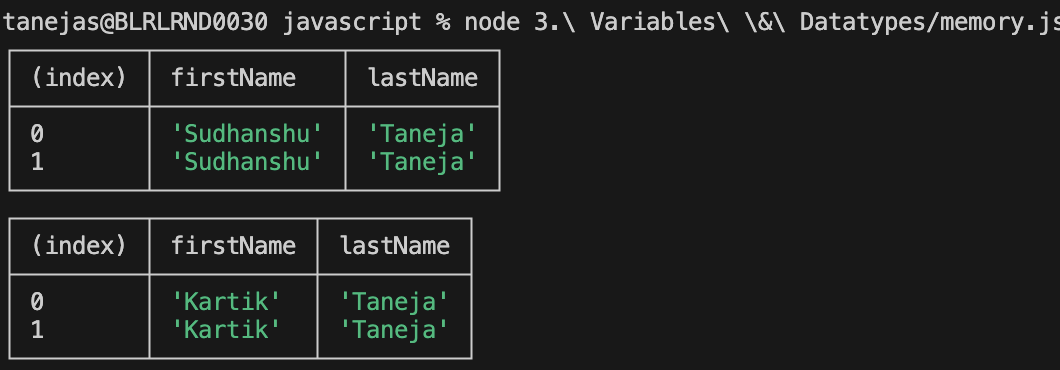 tanejas@BLRLRND0030 javascript % node 3.\ Variables\ \&\ Datatypes/memory.js
(index) firstName lastName
0 'Sudhanshu' 'Taneja'
1 'Sudhanshu' 'Taneja'
(index) firstName lastName
0 'Kartik' 'Taneja'
1 'Kartik' 'Taneja'